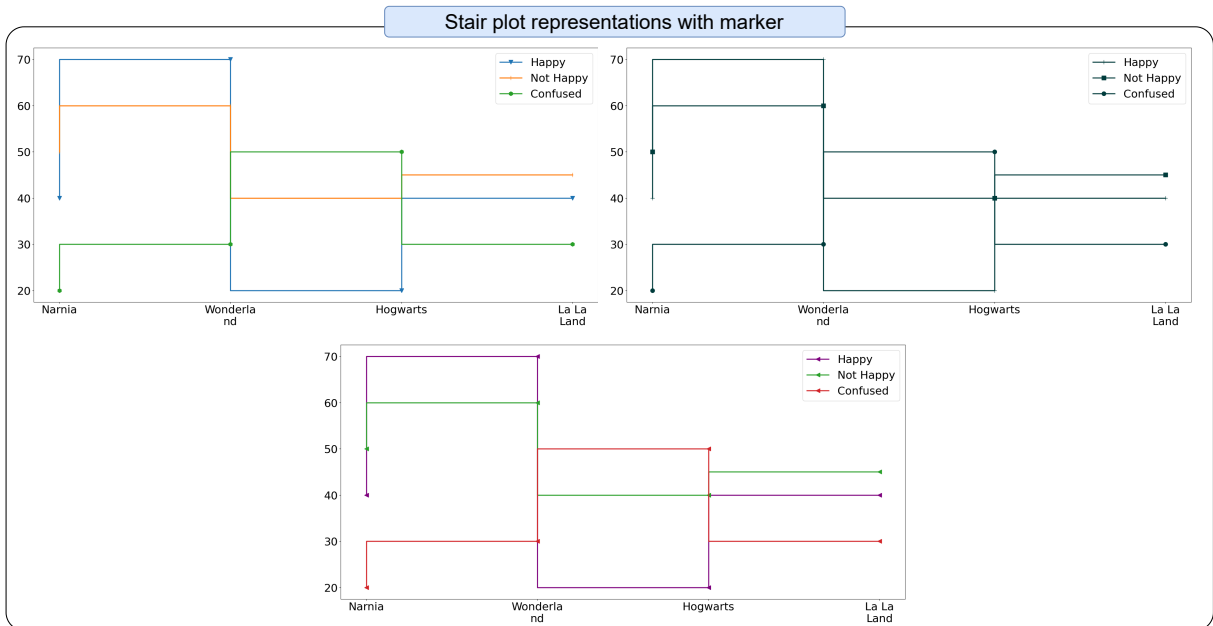 Stair plot representations with marker
70
60
50
40
30
20
Narnia
Wonderla
nd
Hogwarts
La La
Land
Happy
Not Happy
Confused
70
60
50
40
30
20
Narnia
Wonderla
nd
Hogwarts
La La
Land
Happy
Not Happy
Confused
70
60
50
40
30
20
Narnia
Wonderla
nd
Hogwarts
La La
Land
Happy
Not Happy
Confused